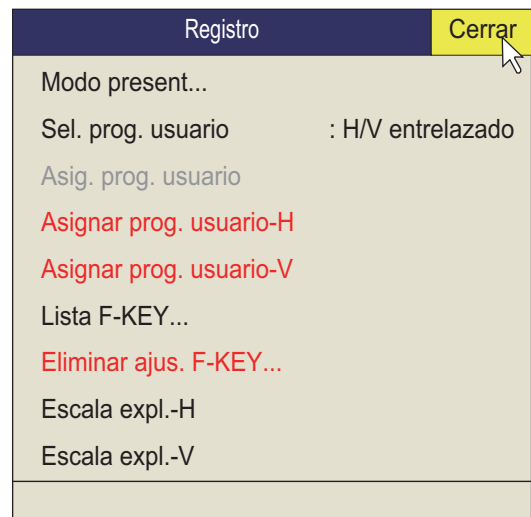 Registro Cerrar
Modo present...
Sel. prog. usuario : H/V entrelazado
Asig. prog. usuario
Asignar prog. usuario-H
Asignar prog. usuario-V
Lista F-KEY...
Eliminar ajus. F-KEY...
Escala expl.-H
Escala expl.-V